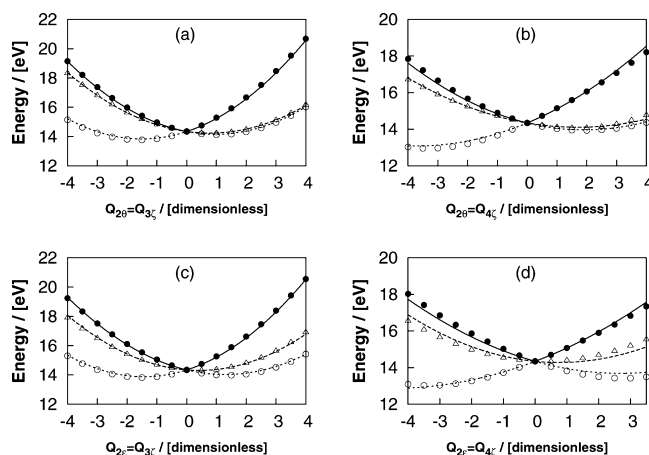 (a)
Energy / [eV]
22
20
18
16
14
12
-4 -3 -2 -1 0 1 2 3 4
Q2θ=Q3ζ / [dimensionless]
(b)
Energy / [eV]
20
18
16
14
12
-4 -3 -2 -1 0 1 2 3 4
Q2θ=Q4ζ / [dimensionless]
(c)
Energy / [eV]
22
20
18
16
14
12
-4 -3 -2 -1 0 1 2 3 4
Q2ε=Q3ζ / [dimensionless]
(d)
Energy / [eV]
20
18
16
14
12
-4 -3 -2 -1 0 1 2 3
Q2ε=Q4ζ / [dimensionless]